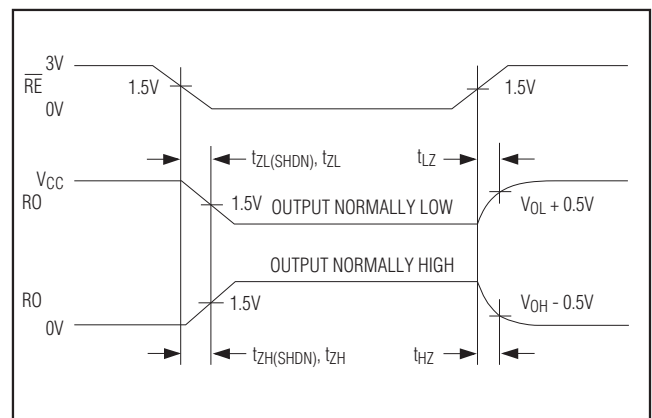 3V
RE
0V
1.5V
1.5V
tZL(SHDN), tZL
tLZ
VCC
RO
1.5V
OUTPUT NORMALLY LOW
VOL + 0.5V
OUTPUT NORMALLY HIGH
RO
0V
1.5V
VOH - 0.5V
tZH(SHDN), tZH
tHZ